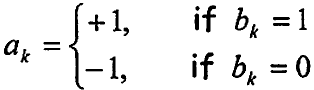 a_k = { +1, if b_k = 1
−1, if b_k = 0